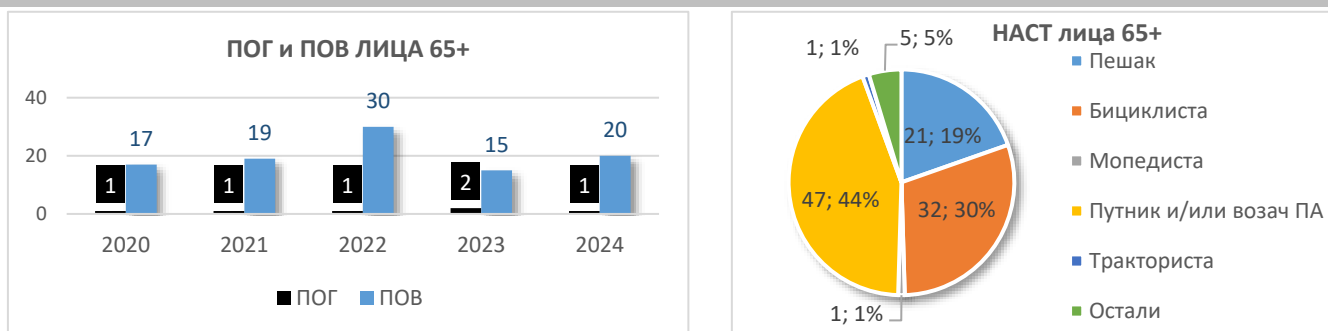 ПОГ и ПОВ ЛИЦА 65+
40
20
0
1
17
1
19
1
30
2
15
1
20
2020
2021
2022
2023
2024
ПОГ
ПОВ
НАСТ лица 65+
1; 1%
5; 5%
21; 19%
32; 30%
47; 44%
1; 1%
Пешак
Бициклиста
Мопедиста
Путник и/или возач ПА
Тракториста
Остали